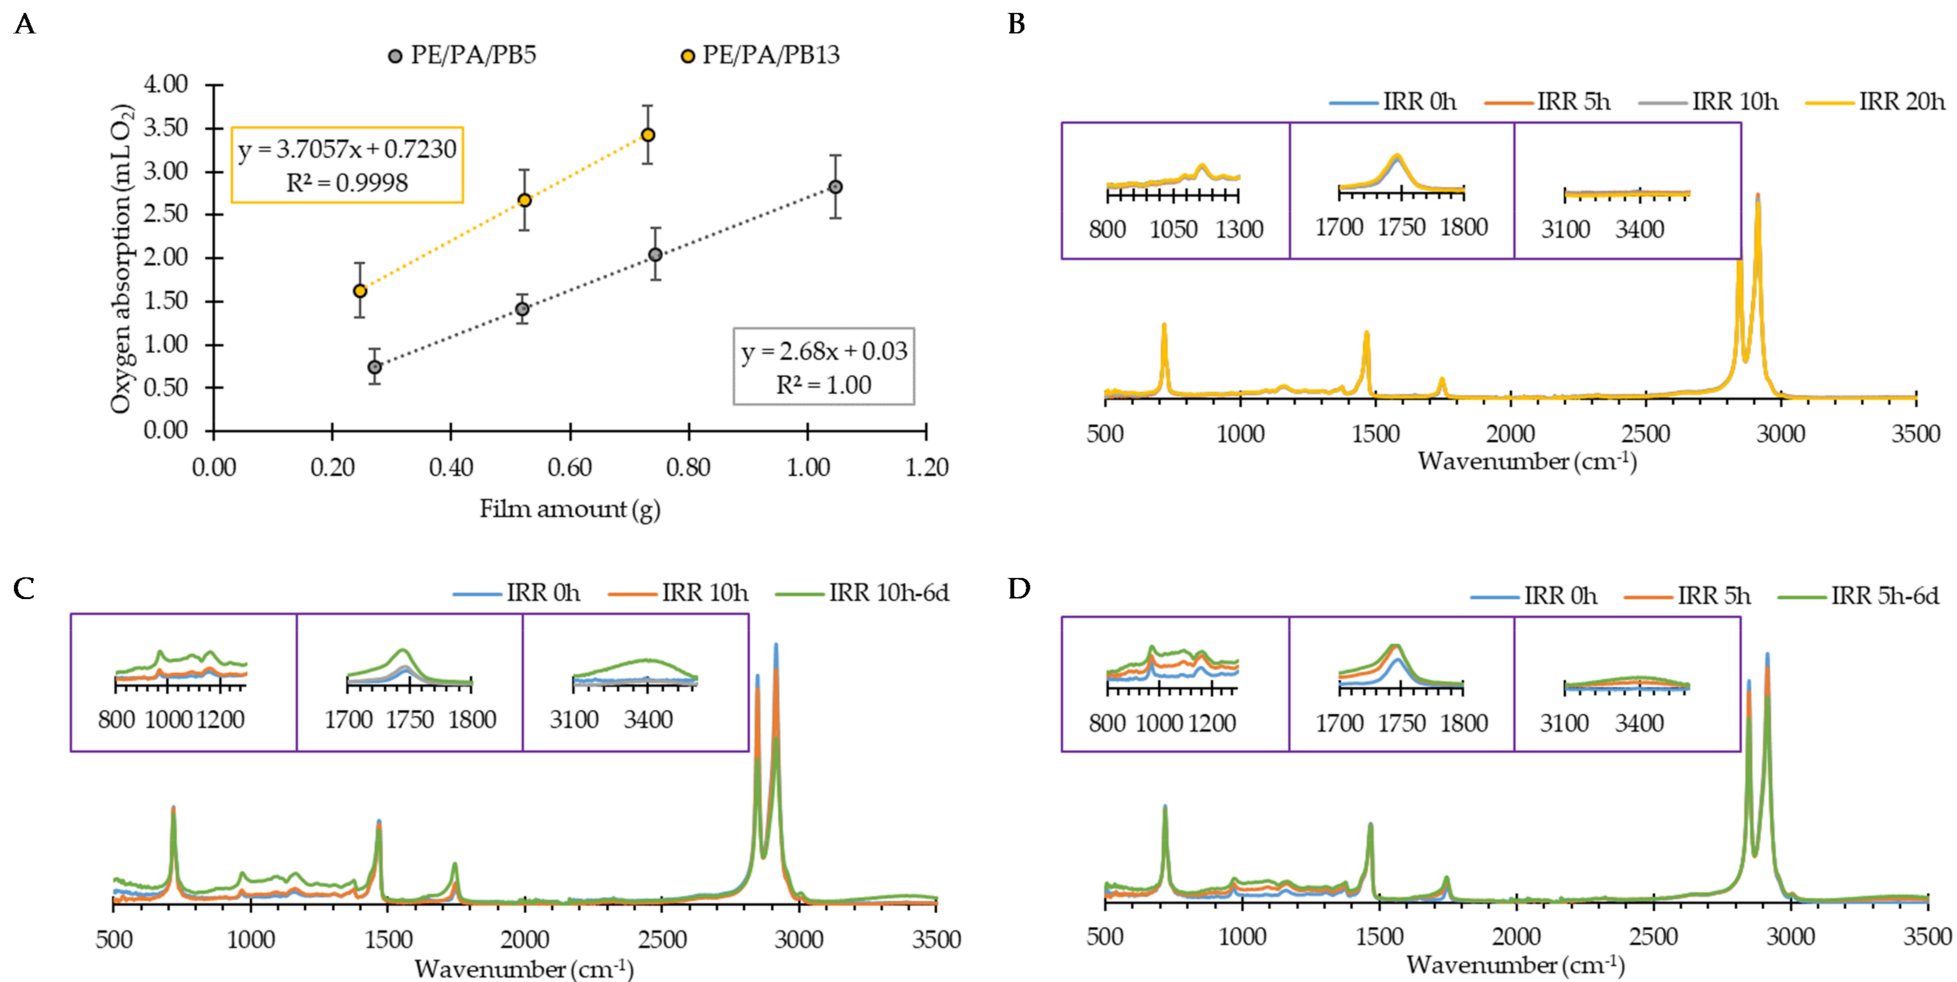 A
PE/PA/PB5 PE/PA/PB13
Oxygen absorption (mL O₂)
4.00
3.50
3.00
2.50
2.00
1.50
1.00
0.50
0.00
y = 3.7057x + 0.7230
R² = 0.9998
y = 2.68x + 0.03
R² = 1.00
0.00 0.20 0.40 0.60 0.80 1.00 1.20
Film amount (g)
B
IRR 0h IRR 5h IRR 10h IRR 20h
800 1050 1300 1700 1750 1800 3100 3400
500 1000 1500 2000 2500 3000 3500
Wavenumber (cm⁻¹)
C
IRR 0h IRR 10h IRR 10h-6d
800 1000 1200 1700 1750 1800 3100 3400
500 1000 1500 2000 2500 3000 3500
Wavenumber (cm⁻¹)
D
IRR 0h IRR 5h IRR 5h-6d
800 1000 1200 1700 1750 1800 3100 3400
500 1000 1500 2000 2500 3000 3500
Wavenumber (cm⁻¹)